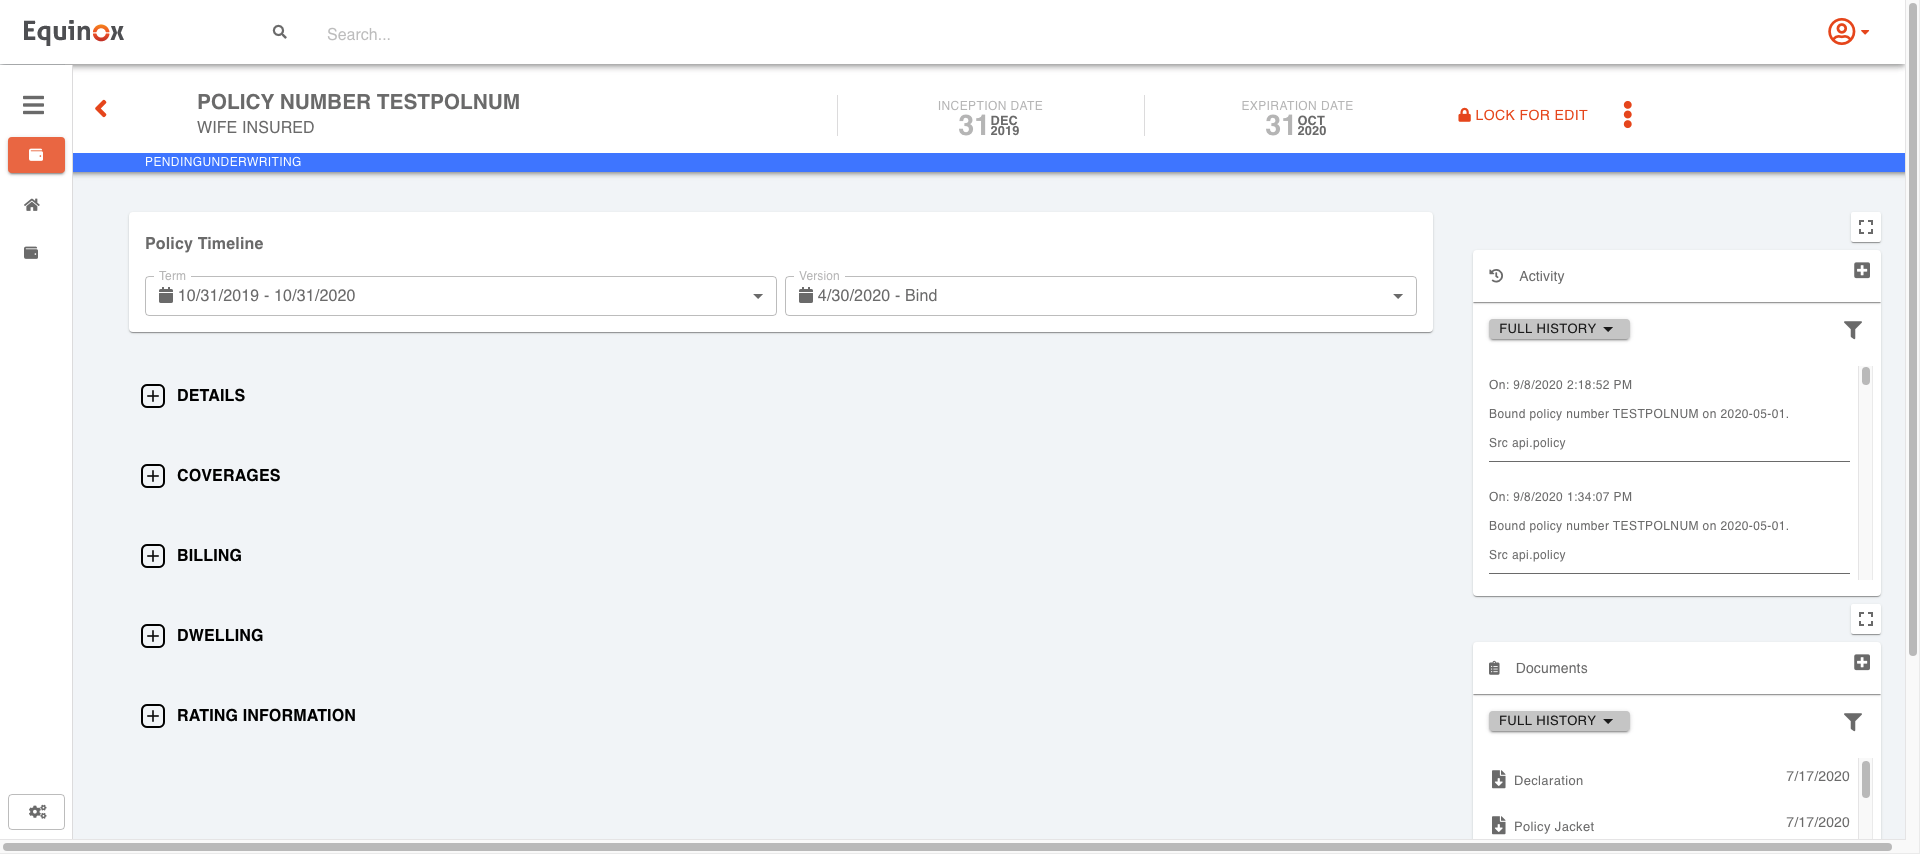 Equinox
Search...
POLICY NUMBER TESTPOLNUM
WIFE INSURED
INCEPTION DATE
31 DEC 2019
EXPIRATION DATE
31 OCT 2020
LOCK FOR EDIT
PENDINGUNDERWRITING
Policy Timeline
Term
10/31/2019 - 10/31/2020
Version
4/30/2020 - Bind
DETAILS
COVERAGES
BILLING
DWELLING
RATING INFORMATION
Activity
FULL HISTORY
On: 9/8/2020 2:18:52 PM
Bound policy number TESTPOLNUM on 2020-05-01.
Src api.policy
On: 9/8/2020 1:34:07 PM
Bound policy number TESTPOLNUM on 2020-05-01.
Src api.policy
Documents
FULL HISTORY
Declaration 7/17/2020
Policy Jacket 7/17/2020